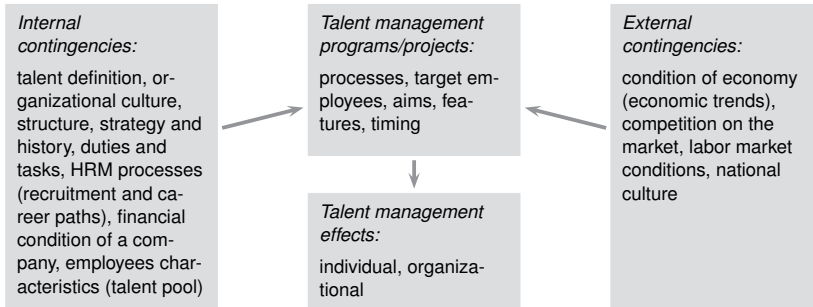 Internal
contingencies:
talent definition, or-
ganizational culture,
structure, strategy and
history, duties and
tasks, HRM processes
(recruitment and ca-
reer paths), financial
condition of a com-
pany, employees char-
acteristics (talent pool)
Talent management
programs/projects:
processes, target em-
ployees, aims, fea-
tures, timing
Talent management
effects:
individual, organiza-
tional
External
contingencies:
condition of economy
(economic trends),
competition on the
market, labor market
conditions, national
culture